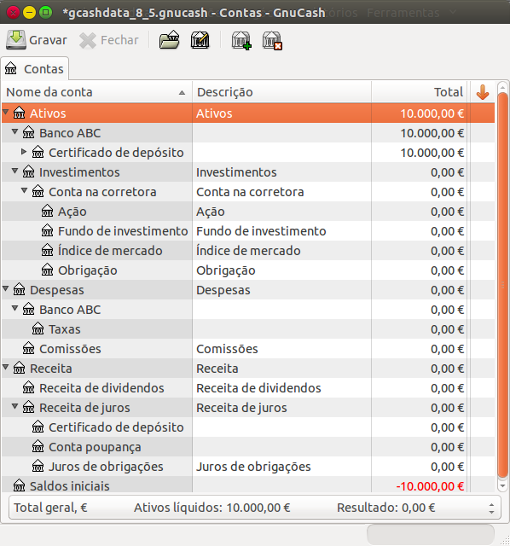 *gcashdata_8_5.gnucash - Contas - GnuCash
Ferramentas
Gravar Fechar
Contas
Nome da conta Descrição Total
Ativos Ativos 10.000,00 €
Banco ABC 10.000,00 €
Certificado de depósito 10.000,00 €
Investimentos Investimentos 0,00 €
Conta na corretora Conta na corretora 0,00 €
Ação Ação 0,00 €
Fundo de investimento Fundo de investimento 0,00 €
Índice de mercado Índice de mercado 0,00 €
Obrigação Obrigação 0,00 €
Despesas Despesas 0,00 €
Banco ABC 0,00 €
Taxas 0,00 €
Comissões Comissões 0,00 €
Receita Receita 0,00 €
Receita de dividendos Receita de dividendos 0,00 €
Receita de juros Receita de juros 0,00 €
Certificado de depósito 0,00 €
Conta poupança 0,00 €
Juros de obrigações Juros de obrigações 0,00 €
Saldos iniciais -10.000,00 €
Total geral, € Ativos líquidos: 10.000,00 € Resultado: 0,00 €